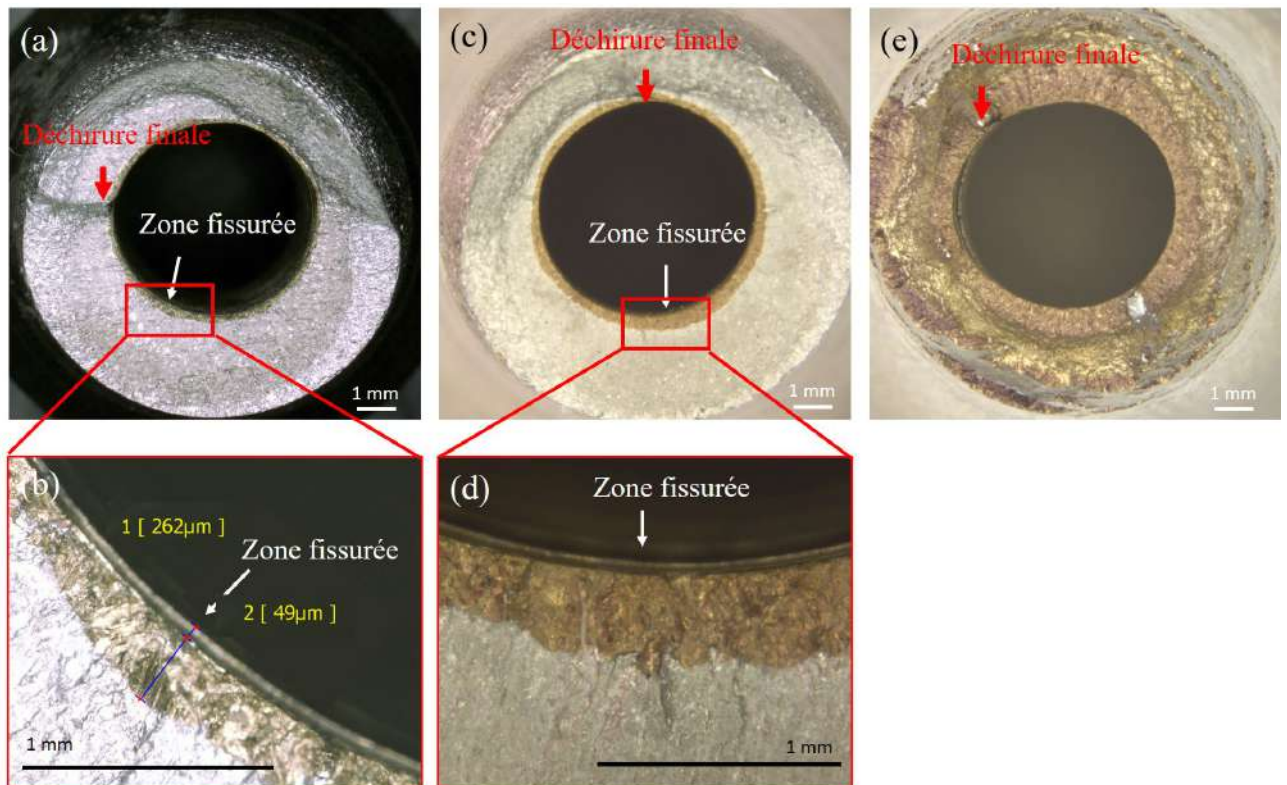 (a)
Déchirure finale
Zone fissurée
1 mm
(c)
Déchirure finale
Zone fissurée
1 mm
(e)
Déchirure finale
1 mm
(b)
1 [ 262µm ]
Zone fissurée
2 [ 49µm ]
1 mm
(d)
Zone fissurée
1 mm